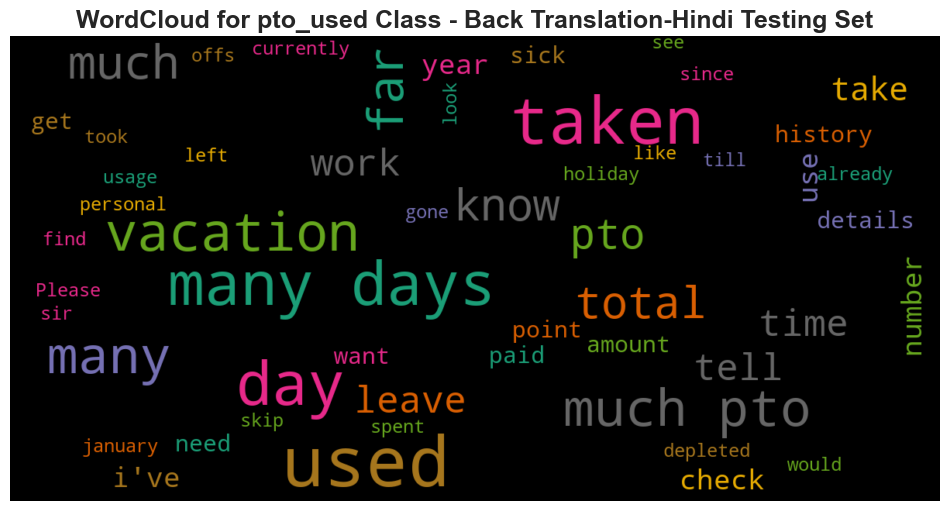 WordCloud for pto_used Class - Back Translation-Hindi Testing Set
much
offs
currently
far
year
sick
see
since
take
look
get
took
taken
history
left
work
like
till
use
already
usage
holiday
personal
gone
know
details
find
vacation
pto
Please
many days
sir
total
number
time
point
many
want
paid
amount
tell
day
leave
much pto
skip
spent
january
need
used
depleted
would
i've
check